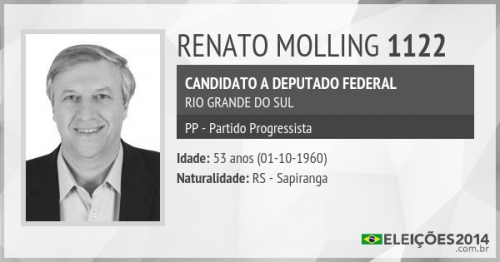 RENATO MOLLING 1122
CANDIDATO A DEPUTADO FEDERAL
RIO GRANDE DO SUL
PP - Partido Progressista
Idade: 53 anos (01-10-1960)
Naturalidade: RS - Sapiranga
ELEIÇÕES2014
.com.br